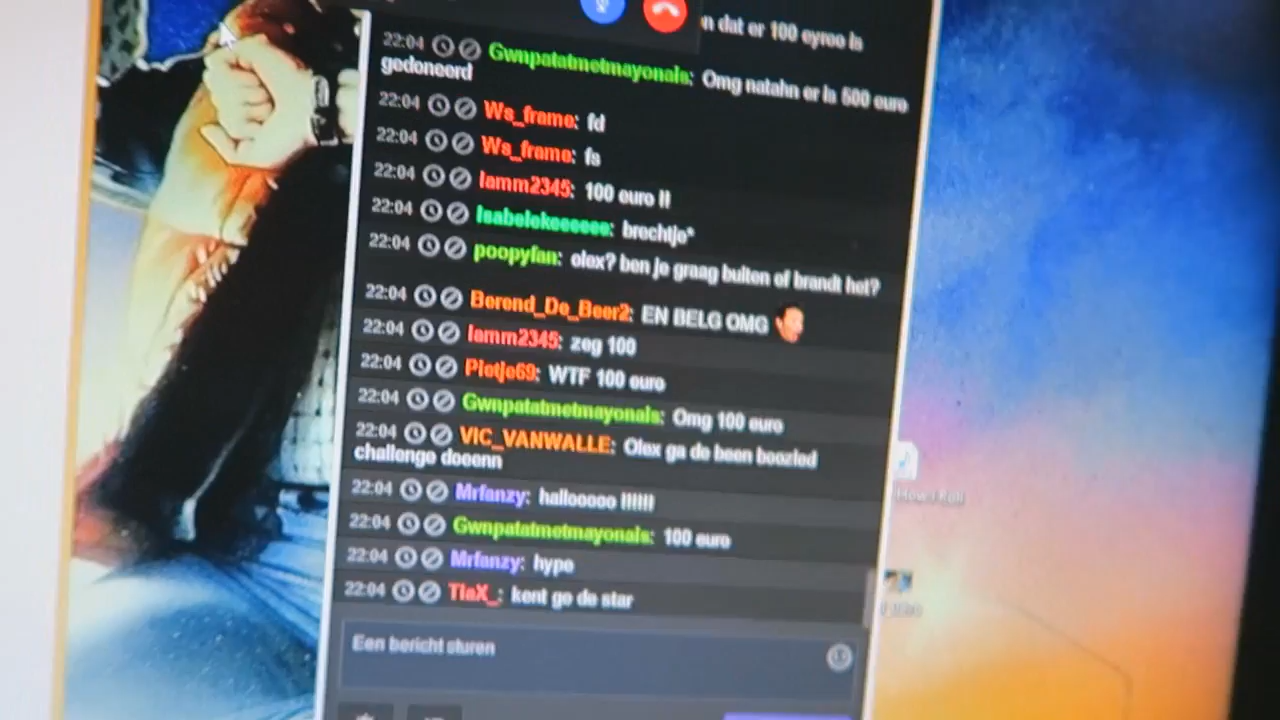 n dat er 100 eyroo is
22:04 Gwnpatatmetmayonais: Omg natahn er is 500 euro
gedoneerd
22:04 Ws_frame: fd
22:04 Ws_frame: fs
22:04 Iamm2345: 100 euro !!
22:04 Isabelekeeeeee: brechtje*
22:04 poopyfan: olex? ben je graag buiten of brandt het?
22:04 Berend_De_Beer2: EN BELG OMG
22:04 Iamm2345: zeg 100
22:04 Pietje69: WTF 100 euro
22:04 Gwnpatatmetmayonais: Omg 100 euro
22:04 VIC_VANWALLE: Olex ga de been boozled
challenge doeenn
22:04 Mrfanzy: hallooooo !!!!!!
22:04 Gwnpatatmetmayonais: 100 euro
22:04 Mrfanzy: hype
22:04 TiaX_: kent ge de star
Een bericht sturen
How I Roll